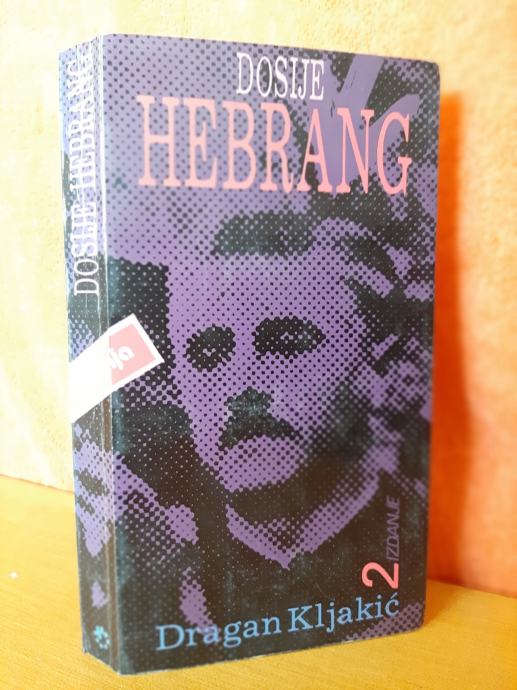 DOSIJE
HEBRANG
DOSIJE HEBRANG
2
IZDANJE
Dragan Kljakić